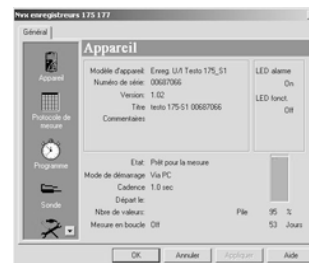 Nvx enregistreurs 175 177
Général
Appareil
Appareil
Protocole de mesure
Programme
Sonde
Modèle d'appareil: Enreg. U/I Testo 175_S1
Numéro de série: 00687066
Version: 1.02
Titre testo 175-S1 00687066
Commentaires
LED alarme
On
LED fonct.
Off
Etat: Prêt pour la mesure
Mode de démarrage Via PC
Cadence 1.0 sec
Départ le:
Nbre de valeurs: Pile 95 %
Mesure en boucle Off 53 Jours
OK Annuler Appliquer Aide